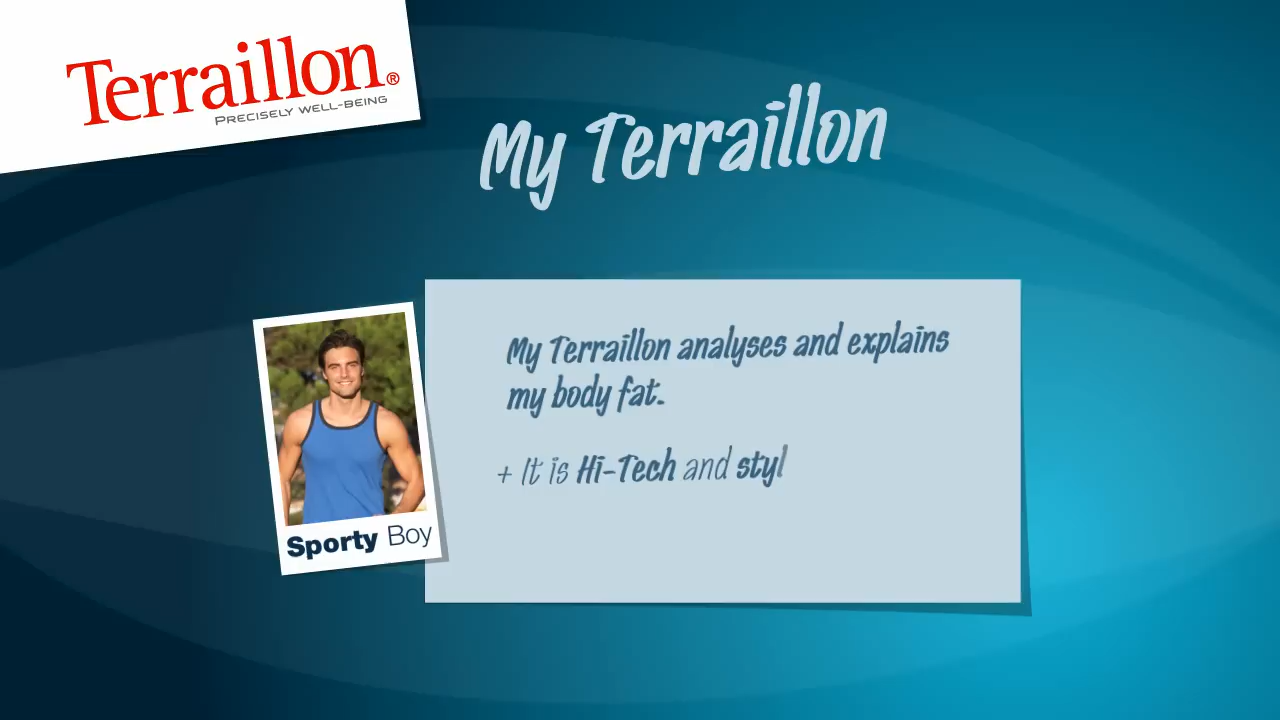 Terraillon®
PRECISELY WELL-BEING
My Terraillon
My Terraillon analyses and explains
my body fat.
+ It is Hi-Tech and styl
Sporty Boy